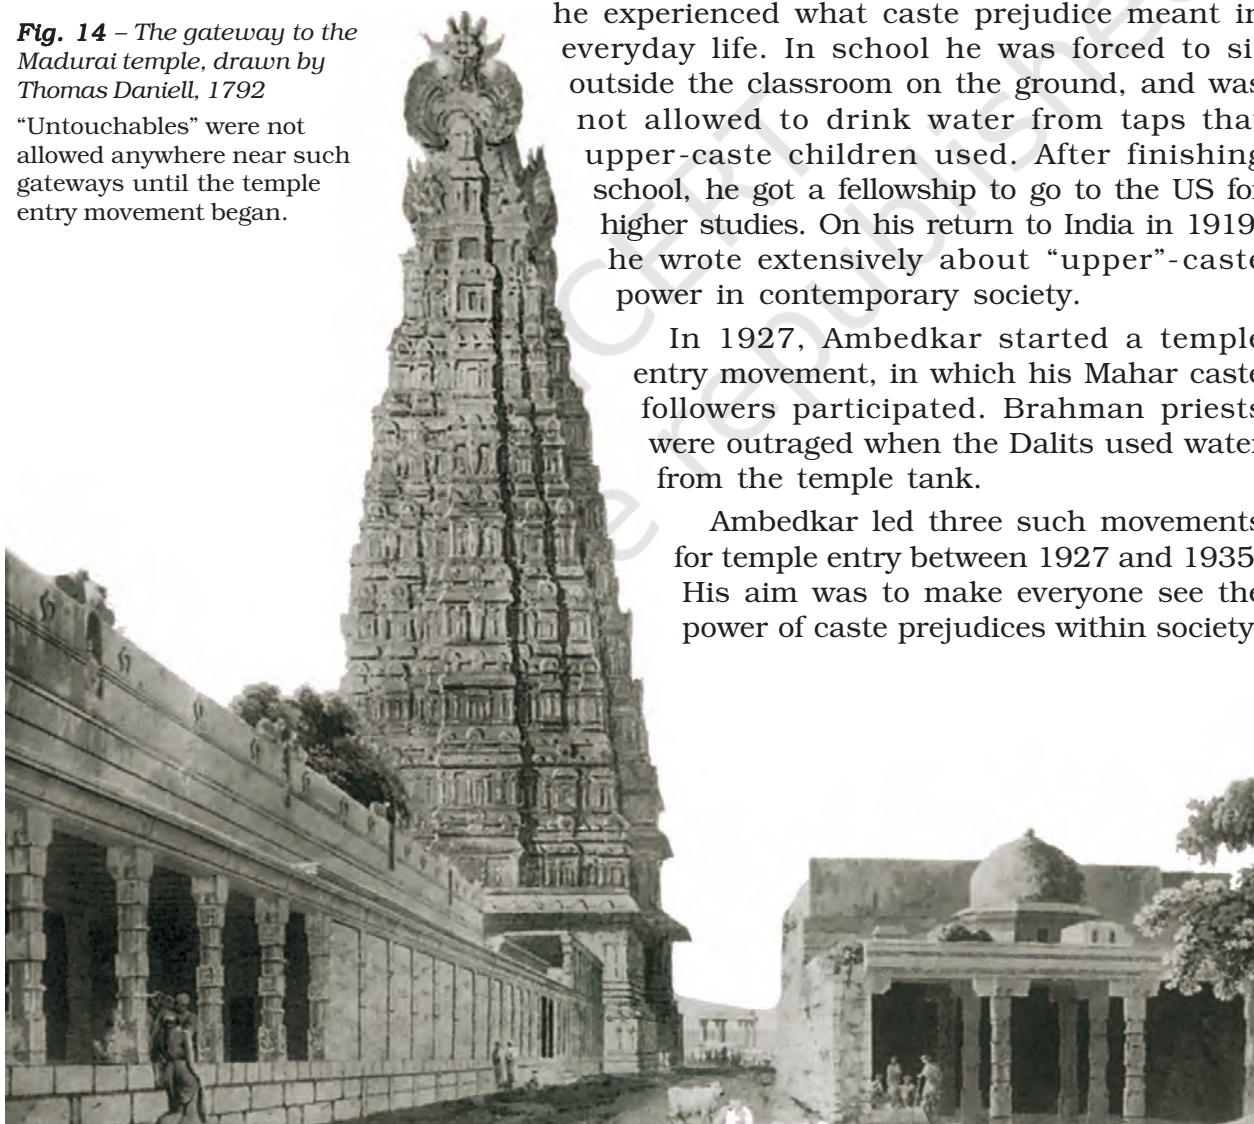 Fig. 14 – The gateway to the
Madurai temple, drawn by
Thomas Daniell, 1792
“Untouchables” were not
allowed anywhere near such
gateways until the temple
entry movement began.
he experienced what caste prejudice meant in
everyday life. In school he was forced to si
outside the classroom on the ground, and was
not allowed to drink water from taps that
upper-caste children used. After finishing
school, he got a fellowship to go to the US for
higher studies. On his return to India in 1919
he wrote extensively about “upper”-caste
power in contemporary society.
In 1927, Ambedkar started a temple
entry movement, in which his Mahar caste
followers participated. Brahman priests
were outraged when the Dalits used water
from the temple tank.
Ambedkar led three such movements
for temple entry between 1927 and 1935
His aim was to make everyone see the
power of caste prejudices within society
NCERT
e republished